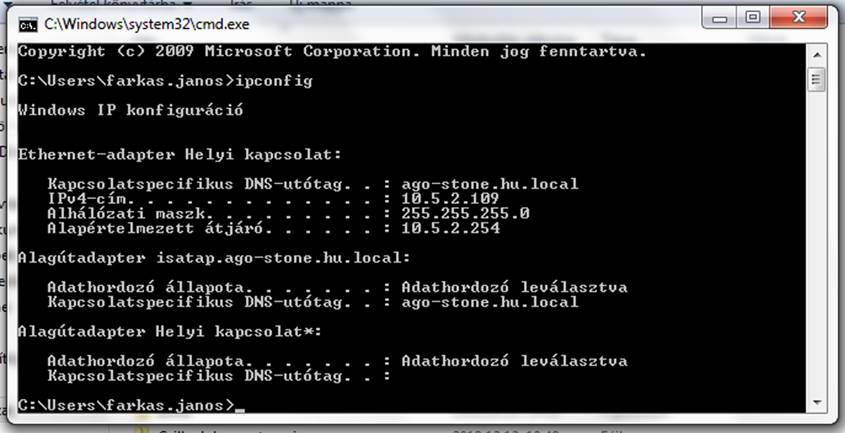 C:\Windows\system32\cmd.exe
Copyright (c) 2009 Microsoft Corporation. Minden jog fenntartva.
C:\Users\farkas.janos>ipconfig
Windows IP konfiguráció
Ethernet-adapter Helyi kapcsolat:
Kapcsolatspecifikus DNS-utótag. . : ago-stone.hu.local
IPv4-cím. . . . . . . . . . . . . : 10.5.2.109
Alhálózati maszk. . . . . . . . . : 255.255.255.0
Alapértelmezett átjáró. . . . . . : 10.5.2.254
Alagútadapter isatap.ago-stone.hu.local:
Adathordozó állapota. . . . . . . : Adathordozó leválasztva
Kapcsolatspecifikus DNS-utótag. . : ago-stone.hu.local
Alagútadapter Helyi kapcsolat*:
Adathordozó állapota. . . . . . . : Adathordozó leválasztva
Kapcsolatspecifikus DNS-utótag. . :
C:\Users\farkas.janos>_